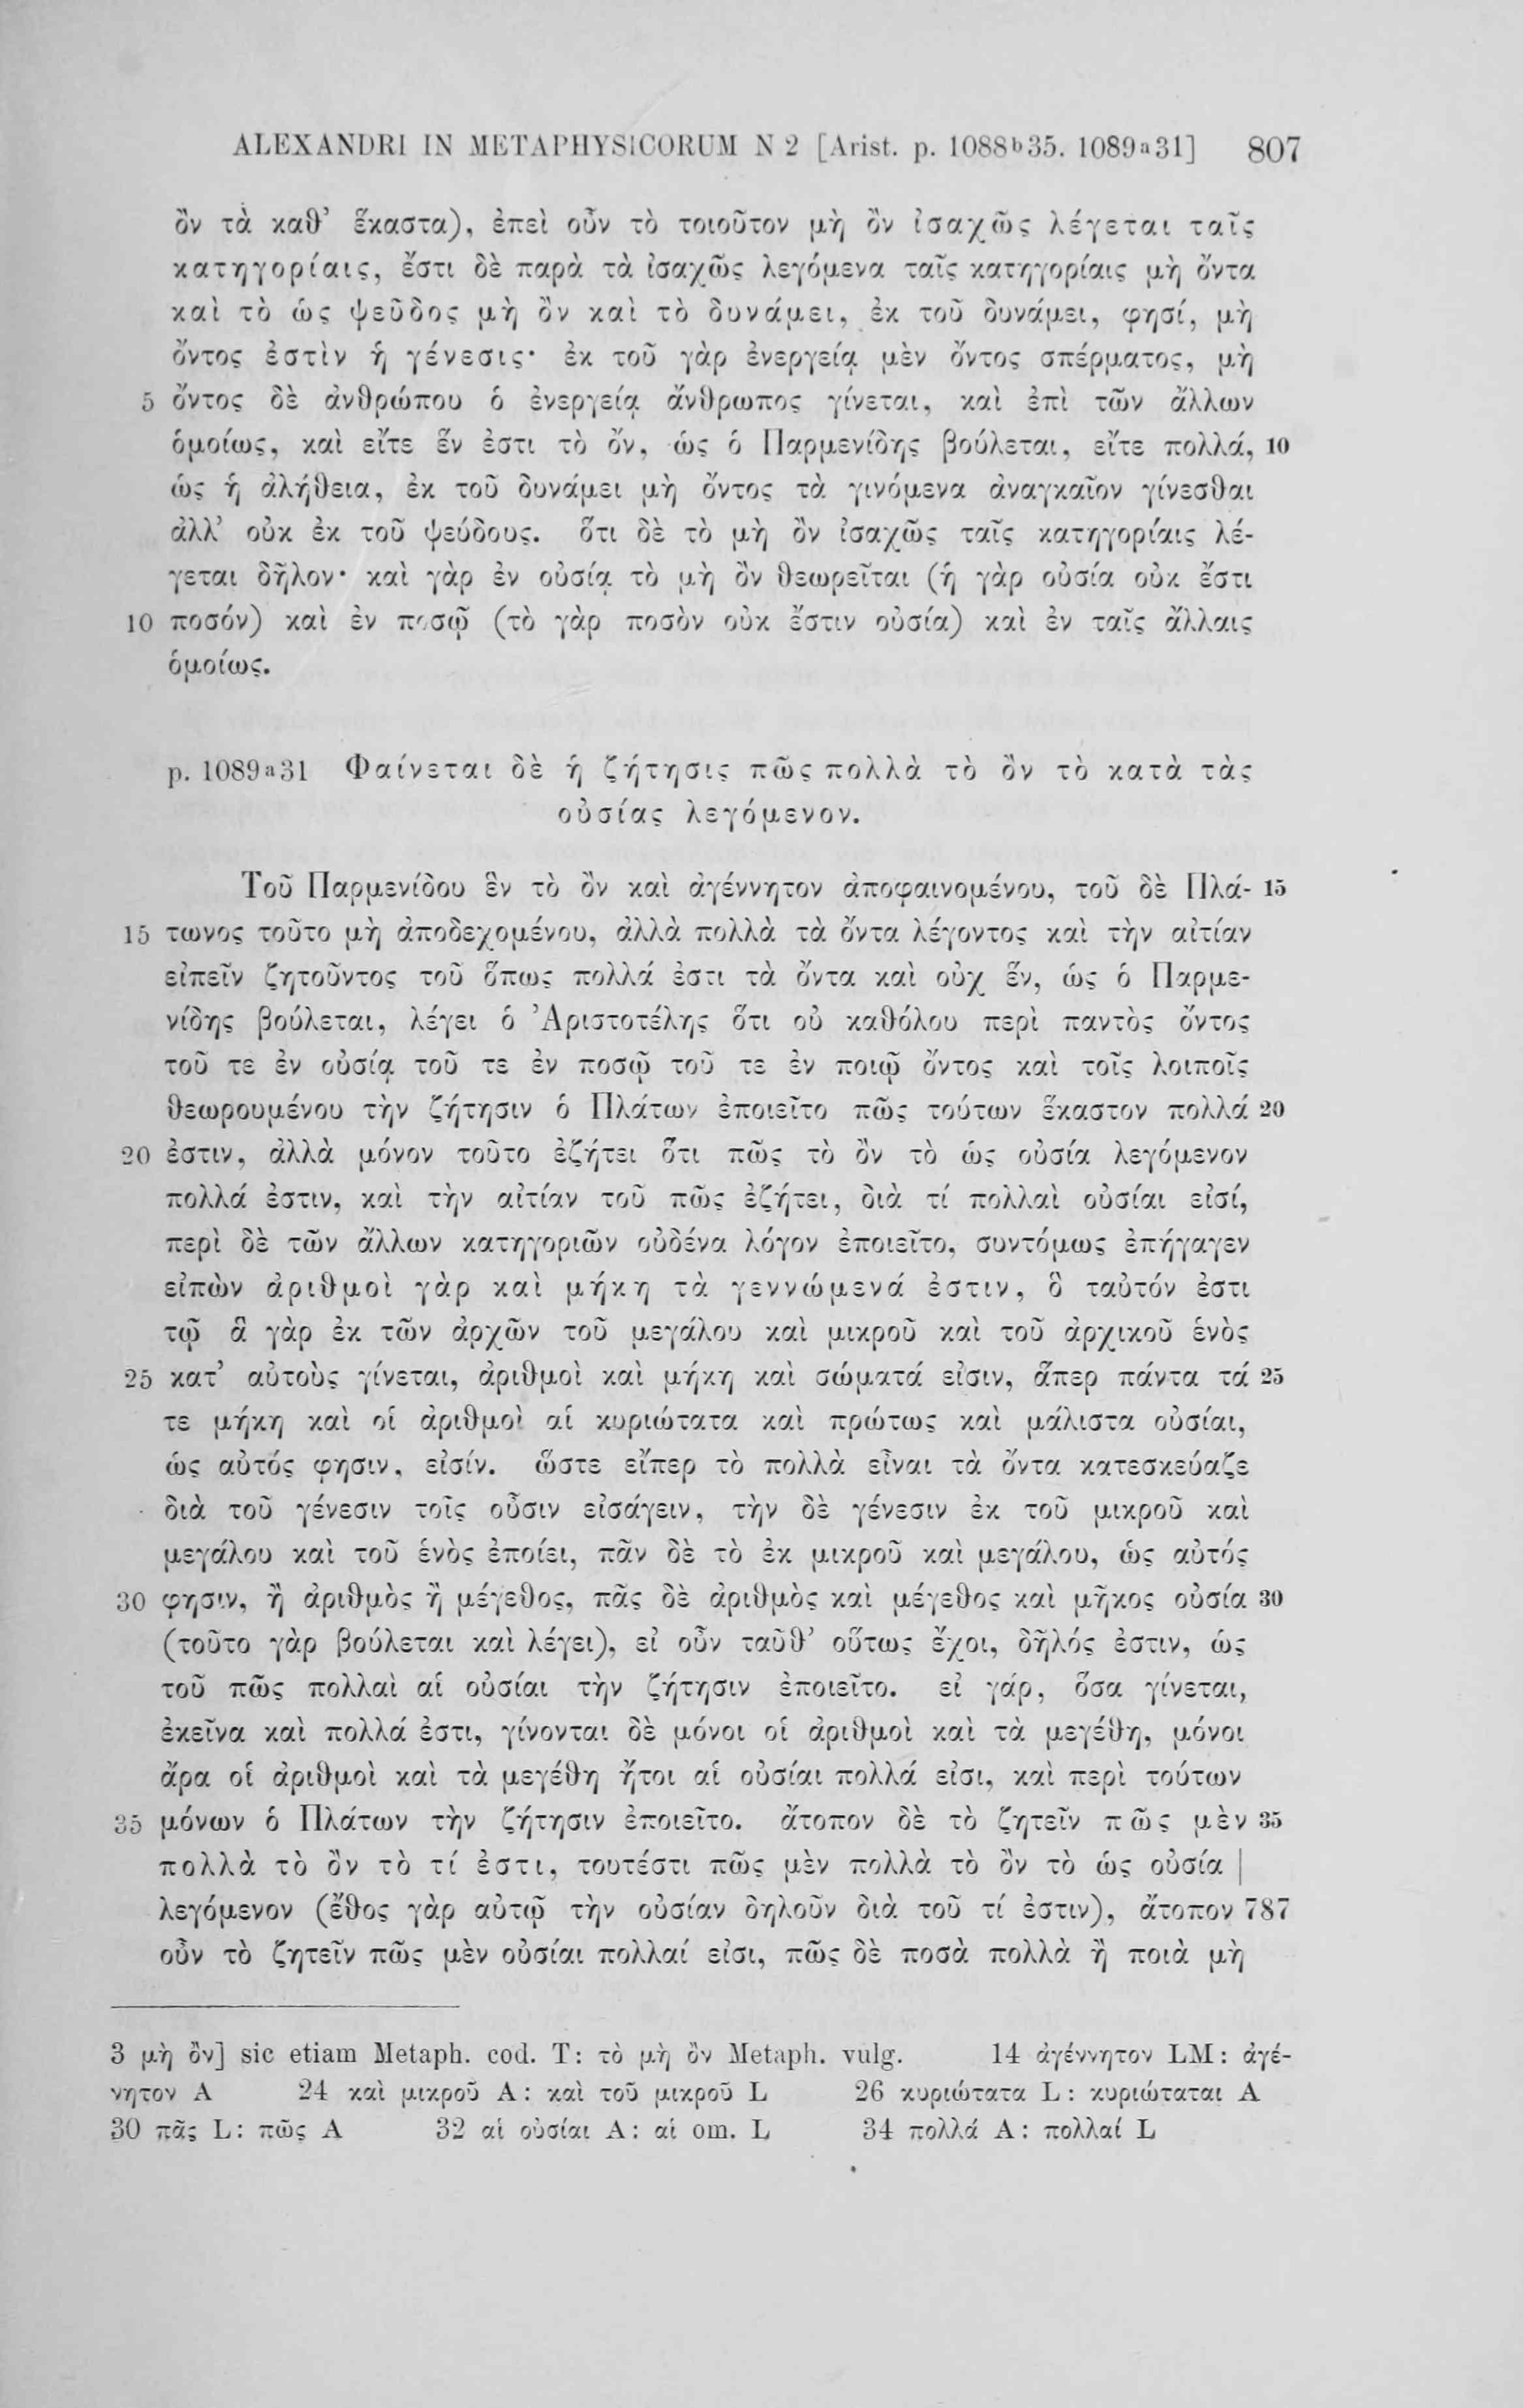 ALEXANDRI IN METAPHYSICORUM N 2 [Arist. p. 1088ᵇ35. 1089ᵃ31] 807
ὂν τὰ καθ’ ἕκαστα), ἐπεὶ οὖν τὸ τοιοῦτον μὴ ὂν ἰσαχῶς λέγεται ταῖς
κατηγορίαις, ἔστι δὲ παρὰ τὰ ἰσαχῶς λεγόμενα ταῖς κατηγορίαις μὴ ὄντα
καὶ τὸ ὡς ψεῦδος μὴ ὂν καὶ τὸ δυνάμει, ἐκ τοῦ δυνάμει, φησί, μὴ
ὄντος ἐστὶν ἡ γένεσις· ἐκ τοῦ γὰρ ἐνεργείᾳ μὲν ὄντος σπέρματος, μὴ
5 ὄντος δὲ ἀνθρώπου ὁ ἐνεργείᾳ ἄνθρωπος γίνεται, καὶ ἐπὶ τῶν ἄλλων
ὁμοίως, καὶ εἴτε ἕν ἐστι τὸ ὄν, ὡς ὁ Παρμενίδης βούλεται, εἴτε πολλά, 10
ὡς ἡ ἀλήθεια, ἐκ τοῦ δυνάμει μὴ ὄντος τὰ γινόμενα ἀναγκαῖον γίνεσθαι
ἀλλ’ οὐκ ἐκ τοῦ ψεύδους. ὅτι δὲ τὸ μὴ ὂν ἰσαχῶς ταῖς κατηγορίαις λέ-
γεται δῆλον· καὶ γὰρ ἐν οὐσίᾳ τὸ μὴ ὂν θεωρεῖται (ἡ γὰρ οὐσία οὐκ ἔστι
10 ποσόν) καὶ ἐν ποσῷ (τὸ γὰρ ποσὸν οὐκ ἔστιν οὐσία) καὶ ἐν ταῖς ἄλλαις
ὁμοίως.
p. 1089ᵃ31 Φαίνεται δὲ ἡ ζήτησις πῶς πολλὰ τὸ ὂν τὸ κατὰ τὰς
οὐσίας λεγόμενον.
Τοῦ Παρμενίδου ἓν τὸ ὂν καὶ ἀγέννητον ἀποφαινομένου, τοῦ δὲ Πλά- 15
15 τωνος τοῦτο μὴ ἀποδεχομένου, ἀλλὰ πολλὰ τὰ ὄντα λέγοντος καὶ τὴν αἰτίαν
εἰπεῖν ζητοῦντος τοῦ ὅπως πολλά ἐστι τὰ ὄντα καὶ οὐχ ἕν, ὡς ὁ Παρμε-
νίδης βούλεται, λέγει ὁ Ἀριστοτέλης ὅτι οὐ καθόλου περὶ παντὸς ὄντος
τοῦ τε ἐν οὐσίᾳ τοῦ τε ἐν ποσῷ τοῦ τε ἐν ποιῷ ὄντος καὶ τοῖς λοιποῖς
θεωρουμένου τὴν ζήτησιν ὁ Πλάτων ἐποιεῖτο πῶς τούτων ἕκαστον πολλά 20
20 ἐστιν, ἀλλὰ μόνον τοῦτο ἐζήτει ὅτι πῶς τὸ ὂν τὸ ὡς οὐσία λεγόμενον
πολλά ἐστιν, καὶ τὴν αἰτίαν τοῦ πῶς ἐζήτει, διὰ τί πολλαὶ οὐσίαι εἰσί,
περὶ δὲ τῶν ἄλλων κατηγοριῶν οὐδένα λόγον ἐποιεῖτο, συντόμως ἐπήγαγεν
εἰπὼν ἀριθμοὶ γὰρ καὶ μήκη τὰ γεννώμενά ἐστιν, ὃ ταὐτόν ἐστι
τῷ ἃ γὰρ ἐκ τῶν ἀρχῶν τοῦ μεγάλου καὶ μικροῦ καὶ τοῦ ἀρχικοῦ ἑνὸς
25 κατ’ αὐτοὺς γίνεται, ἀριθμοὶ καὶ μήκη καὶ σώματά εἰσιν, ἅπερ πάντα τά 25
τε μήκη καὶ οἱ ἀριθμοὶ αἱ κυριώτατα καὶ πρώτως καὶ μάλιστα οὐσίαι,
ὡς αὐτός φησιν, εἰσίν. ὥστε εἴπερ τὸ πολλὰ εἶναι τὰ ὄντα κατεσκεύαζε
διὰ τοῦ γένεσιν τοῖς οὖσιν εἰσάγειν, τὴν δὲ γένεσιν ἐκ τοῦ μικροῦ καὶ
μεγάλου καὶ τοῦ ἑνὸς ἐποίει, πᾶν δὲ τὸ ἐκ μικροῦ καὶ μεγάλου, ὡς αὐτός
30 φησιν, ἢ ἀριθμὸς ἢ μέγεθος, πᾶς δὲ ἀριθμὸς καὶ μέγεθος καὶ μῆκος οὐσία 30
(τοῦτο γὰρ βούλεται καὶ λέγει), εἰ οὖν ταῦθ’ οὕτως ἔχοι, δῆλός ἐστιν, ὡς
τοῦ πῶς πολλαὶ αἱ οὐσίαι τὴν ζήτησιν ἐποιεῖτο. εἰ γάρ, ὅσα γίνεται,
ἐκεῖνα καὶ πολλά ἐστι, γίνονται δὲ μόνοι οἱ ἀριθμοὶ καὶ τὰ μεγέθη, μόνοι
ἄρα οἱ ἀριθμοὶ καὶ τὰ μεγέθη ἤτοι αἱ οὐσίαι πολλά εἰσι, καὶ περὶ τούτων
35 μόνων ὁ Πλάτων τὴν ζήτησιν ἐποιεῖτο. ἄτοπον δὲ τὸ ζητεῖν πῶς μὲν 35
πολλὰ τὸ ὂν τὸ τί ἐστι, τουτέστι πῶς μὲν πολλὰ τὸ ὂν τὸ ὡς οὐσία |
λεγόμενον (ἔθος γὰρ αὐτῷ τὴν οὐσίαν δηλοῦν διὰ τοῦ τί ἐστιν), ἄτοπον 787
οὖν τὸ ζητεῖν πῶς μὲν οὐσίαι πολλαί εἰσι, πῶς δὲ ποσὰ πολλὰ ἢ ποιὰ μὴ
3 μὴ ὂν] sic etiam Metaph. cod. T: τὸ μὴ ὂν Metaph. vulg. 14 ἀγέννητον LM: ἀγέ-
νητον A 24 καὶ μικροῦ A: καὶ τοῦ μικροῦ L 26 κυριώτατα L: κυριώταται A
30 πᾶς L: πῶς A 32 αἱ οὐσίαι A: αἱ om. L 34 πολλά A: πολλαί L